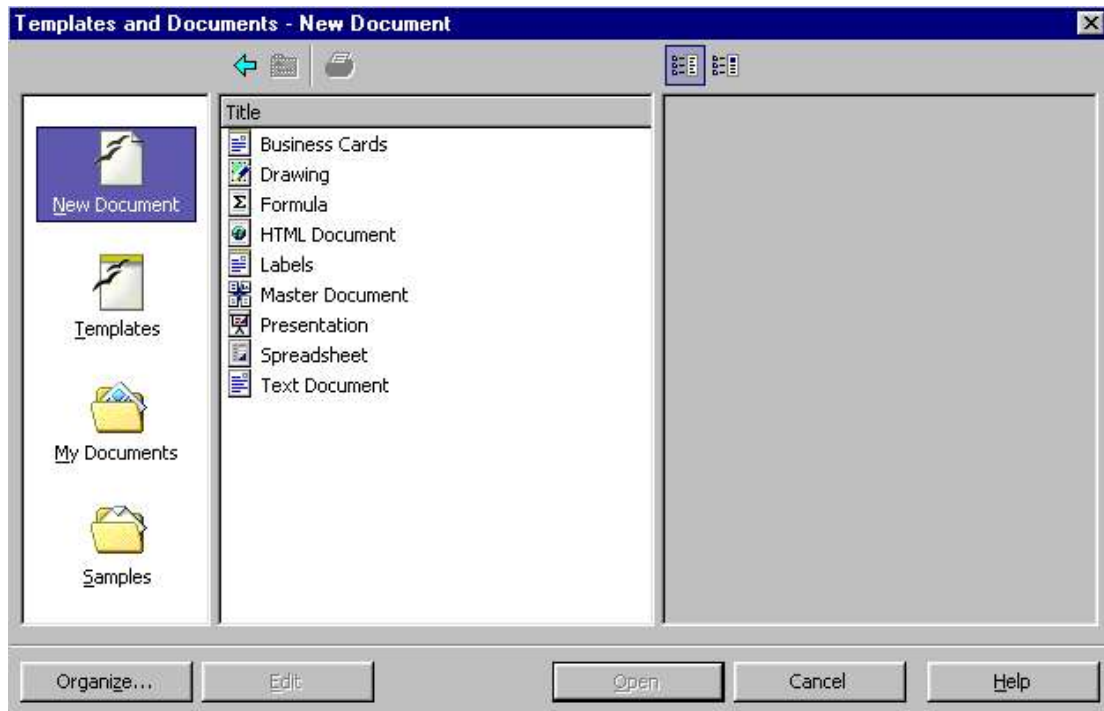 Templates and Documents - New Document
New Document
Templates
My Documents
Samples
Title
Business Cards
Drawing
Formula
HTML Document
Labels
Master Document
Presentation
Spreadsheet
Text Document
Organize...
Edit
Open
Cancel
Help